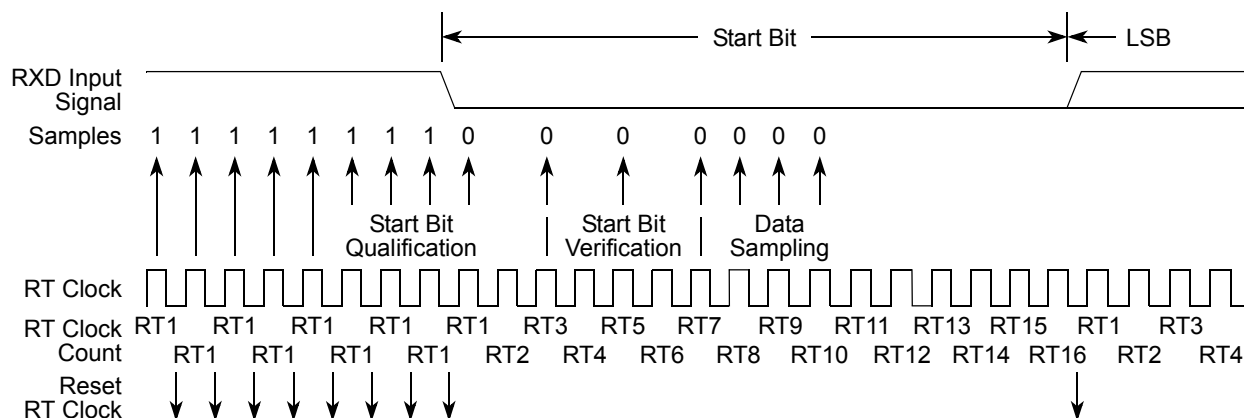 Start Bit LSB
RXD Input
Signal
Samples 1 1 1 1 1 1 1 1 0 0 0 0 0 0 0
Start Bit
Qualification
Start Bit
Verification
Data
Sampling
RT Clock
RT Clock
Count
RT1 RT1 RT1 RT1 RT1 RT3 RT5 RT7 RT9 RT11 RT13 RT15 RT1 RT3
RT1 RT1 RT1 RT1 RT2 RT4 RT6 RT8 RT10 RT12 RT14 RT16 RT2 RT4
Reset
RT Clock